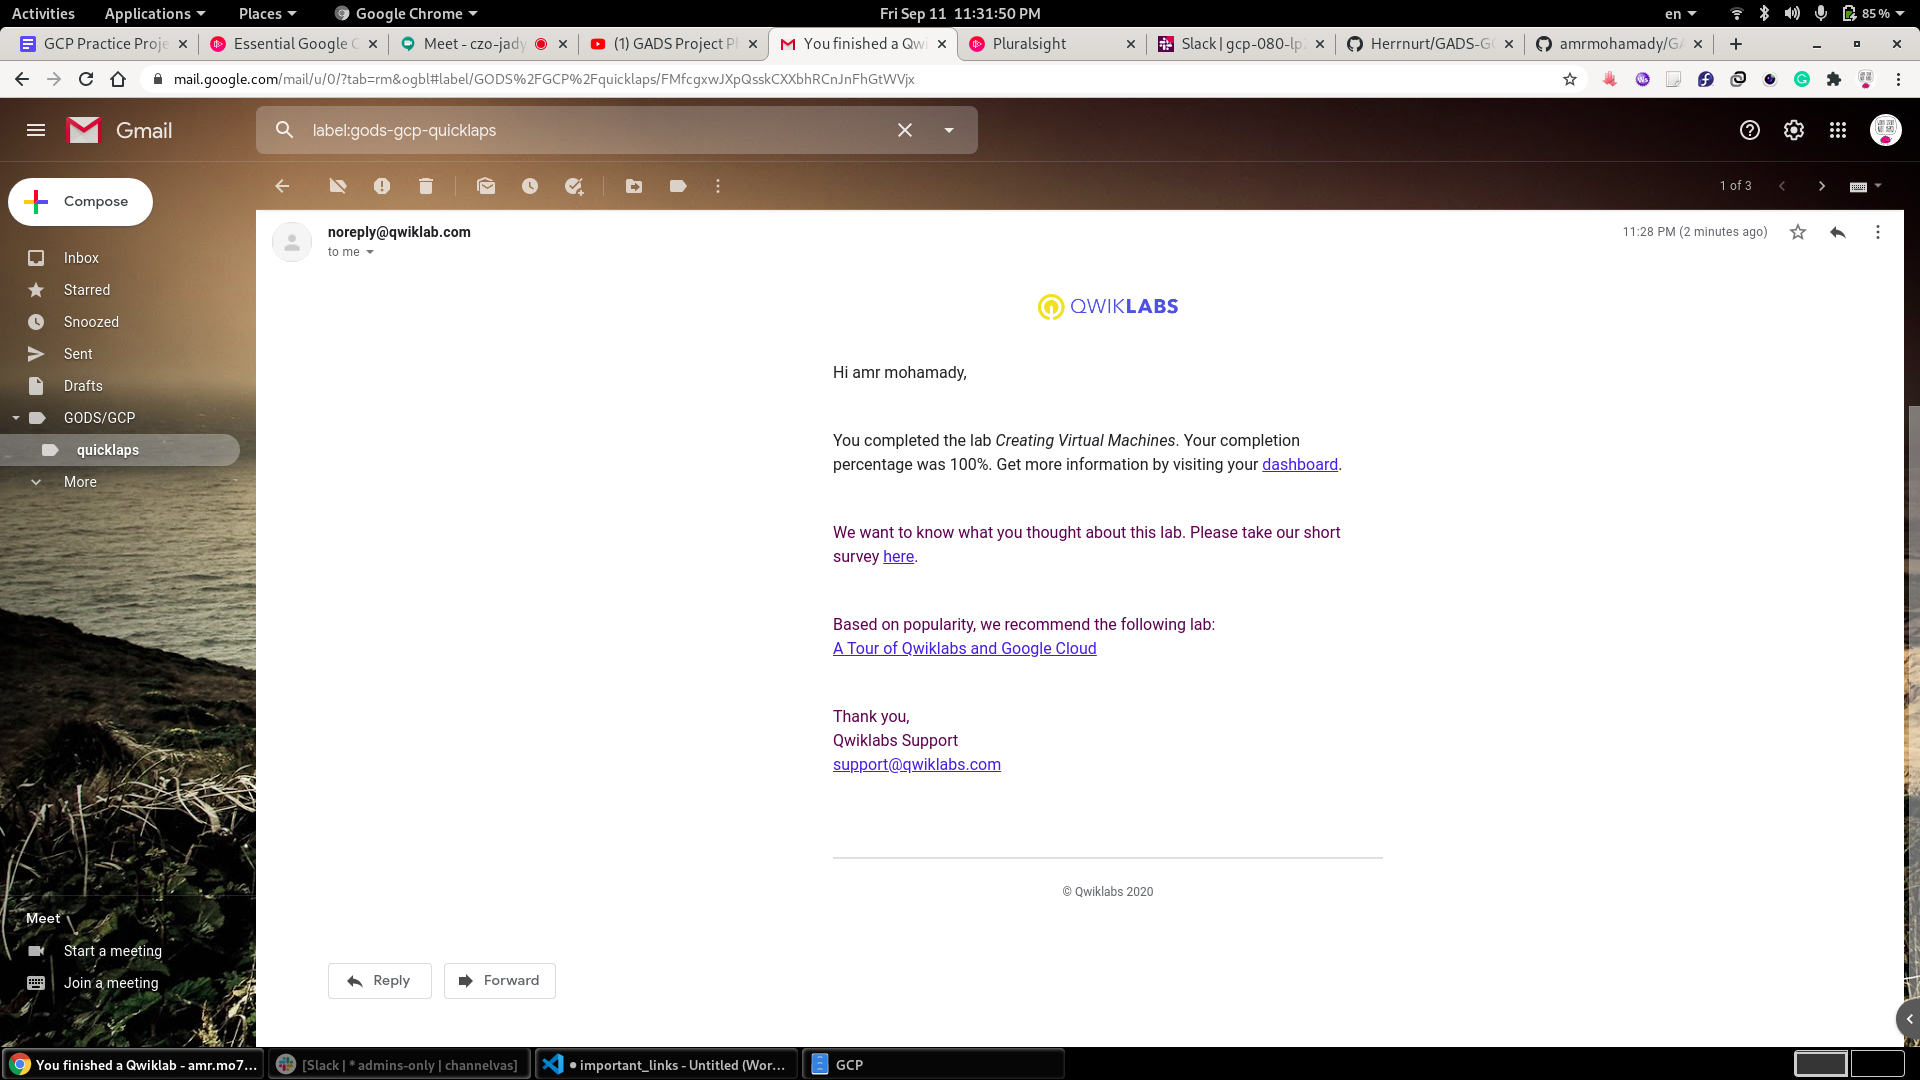 Activities Applications Places Google Chrome Fri Sep 11 11:31:50 PM en 85%
GCP Practice Proje Essential Google C Meet - czo-jady (1) GADS Project P You finished a Qwi Pluralsight Slack | gcp-080-lp Herrnurt/GADS-GC amrmohamady/GA
mail.google.com/mail/u/0/?tab=rm&ogbl#label/GODS%2FGCP%2Fquicklaps/FMfcgxwJXpQsskCXXbhRCnJnFhGtWVjx
Gmail
label:gods-gcp-quicklaps
Compose
1 of 3
Inbox
Starred
Snoozed
Sent
Drafts
GODS/GCP
quicklaps
More
noreply@qwiklab.com
to me
11:28 PM (2 minutes ago)
QWIKLABS
Hi amr mohamady,
You completed the lab Creating Virtual Machines. Your completion
percentage was 100%. Get more information by visiting your dashboard.
We want to know what you thought about this lab. Please take our short
survey here.
Based on popularity, we recommend the following lab:
A Tour of Qwiklabs and Google Cloud
Thank you,
Qwiklabs Support
support@qwiklabs.com
© Qwiklabs 2020
Meet
Start a meeting
Join a meeting
Reply
Forward
You finished a Qwiklab - amr.mo7... [Slack | * admins-only | channelvas] ● important_links - Untitled (Wor... GCP